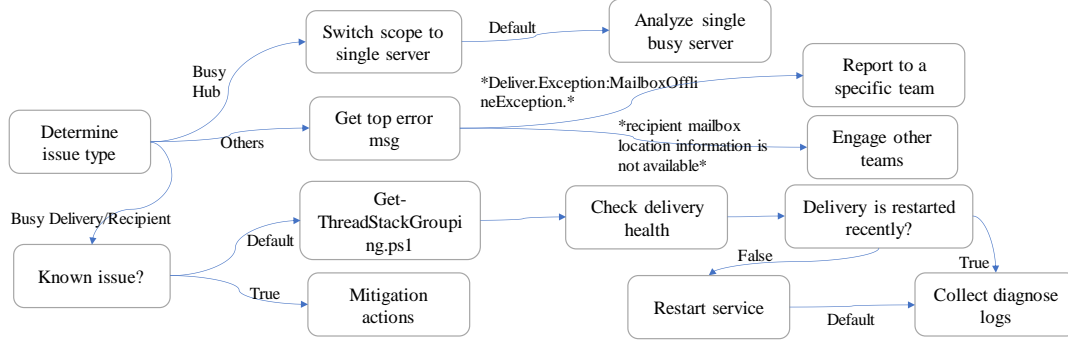 Switch scope to
single server
Default
Analyze single
busy server
Busy
Hub
*Deliver.Exception:MailboxOffli
neException.*
Report to a
specific team
Determine
issue type
Others
Get top error
msg
*recipient mailbox
location information is
not available*
Engage other
teams
Busy Delivery/Recipient
Known issue?
Default
Get-
ThreadStackGroupi
ng.ps1
Check delivery
health
Delivery is restarted
recently?
True
Mitigation
actions
False
True
Restart service
Default
Collect diagnose
logs